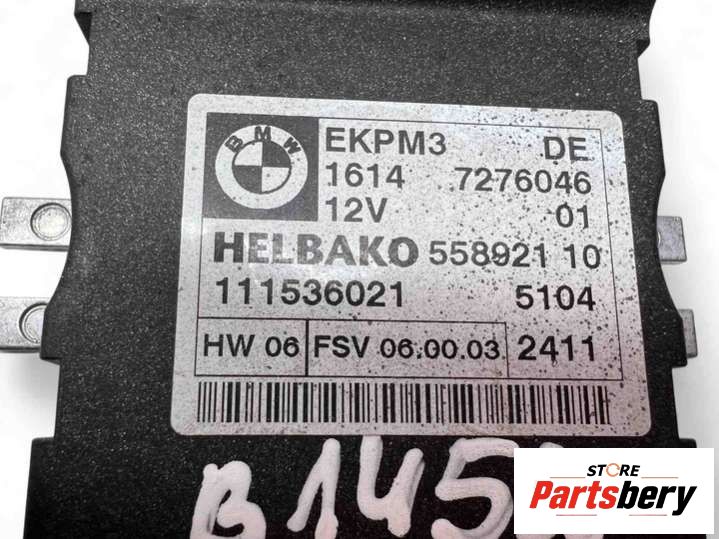 BMW
EKPM3 DE
1614 7276046
12V 01
HELBAKO 558921 10
111536021 5104
HW 06 FSV 06.00.03 2411
STORE
Partsbery